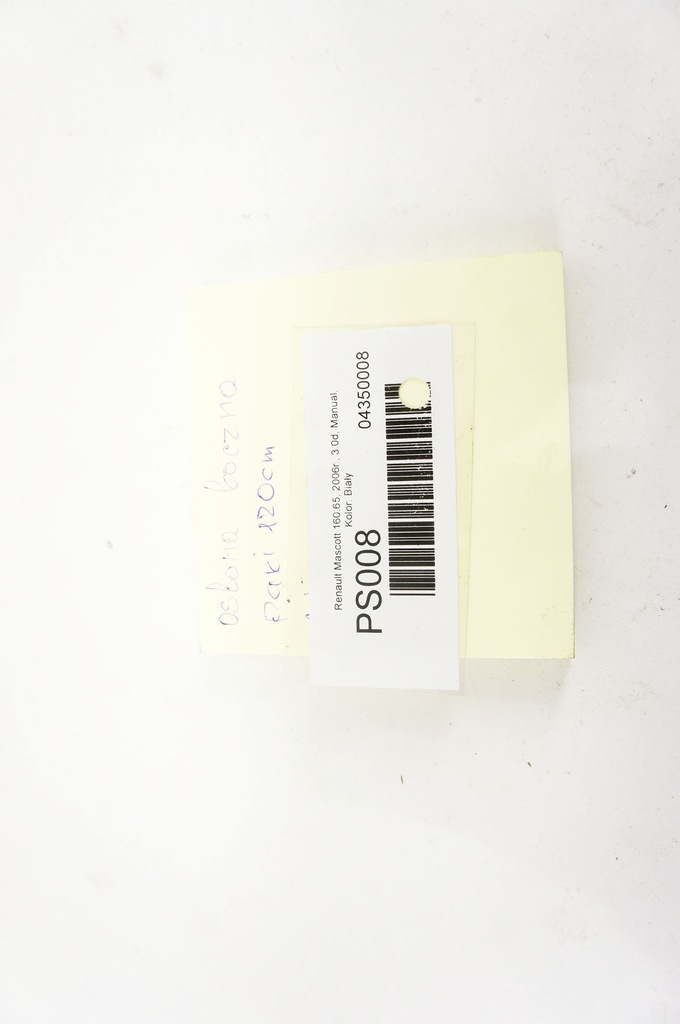 osłona boczna
paki 120cm
Renault Mascott 160.65, 2006r., 3.0d, Manual,
Kolor: Biały
PS008
04350008